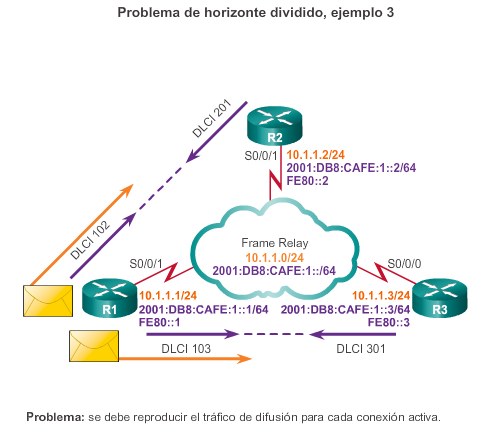 Problema de horizonte dividido, ejemplo 3
DLCI 201
R2
S0/0/1
10.1.1.2/24
2001:DB8:CAFE:1::2/64
FE80::2
DLCI 102
Frame Relay
10.1.1.0/24
2001:DB8:CAFE:1::/64
S0/0/1
S0/0/0
R1
10.1.1.1/24
2001:DB8:CAFE:1::1/64
FE80::1
10.1.1.3/24
2001:DB8:CAFE:1::3/64
FE80::3
R3
DLCI 103
DLCI 301
Problema: se debe reproducir el tráfico de difusión para cada conexión activa.